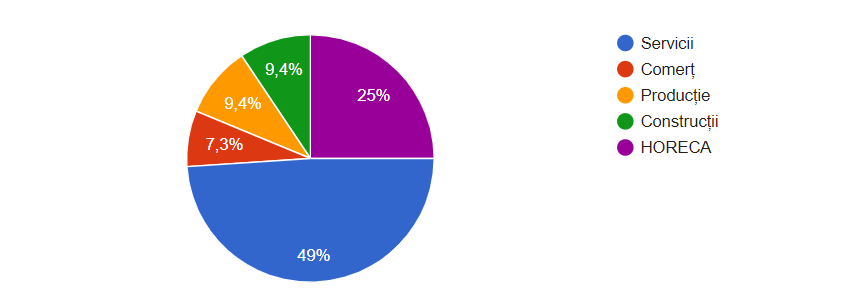 9,4%
25%
9,4%
7,3%
49%
Servicii
Comerț
Producție
Construcții
HORECA